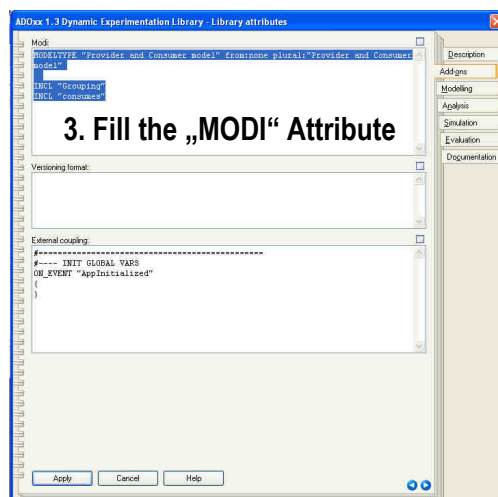 ADOxx 1.3 Dynamic Experimentation Library - Library attributes
Modi:
MODELTYPE "Provider and Consumer model" from:none plural:"Provider and Consumer
model"
INCL "Grouping"
INCL "consumes"
3. Fill the „MODI“ Attribute
Versioning format:
External coupling:
#================================================
#---- INIT GLOBAL VARS
ON_EVENT "AppInitialized"
{
}
Description
Add-ons
Modelling
Analysis
Simulation
Evaluation
Documentation
Apply
Cancel
Help